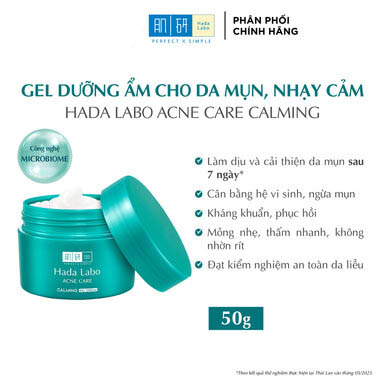 肌研
Hada Labo
PERFECT X SIMPLE
PHÂN PHỐI
CHÍNH HÃNG
GEL DƯỠNG ẨM CHO DA MỤN, NHẠY CẢM
HADA LABO ACNE CARE CALMING
Công nghệ
MICROBIOME
Làm dịu và cải thiện da mụn sau
7 ngày*
Cân bằng hệ vi sinh, ngừa mụn
Kháng khuẩn, phục hồi
Mỏng nhẹ, thấm nhanh, không
nhờn rít
Đạt kiểm nghiệm an toàn da liễu
肌研
Hada Labo
ACNE CARE
CALMING GEL CREAM
50g
*Theo kết quả thử nghiệm thực hiện tại Thái Lan vào tháng 05/2023